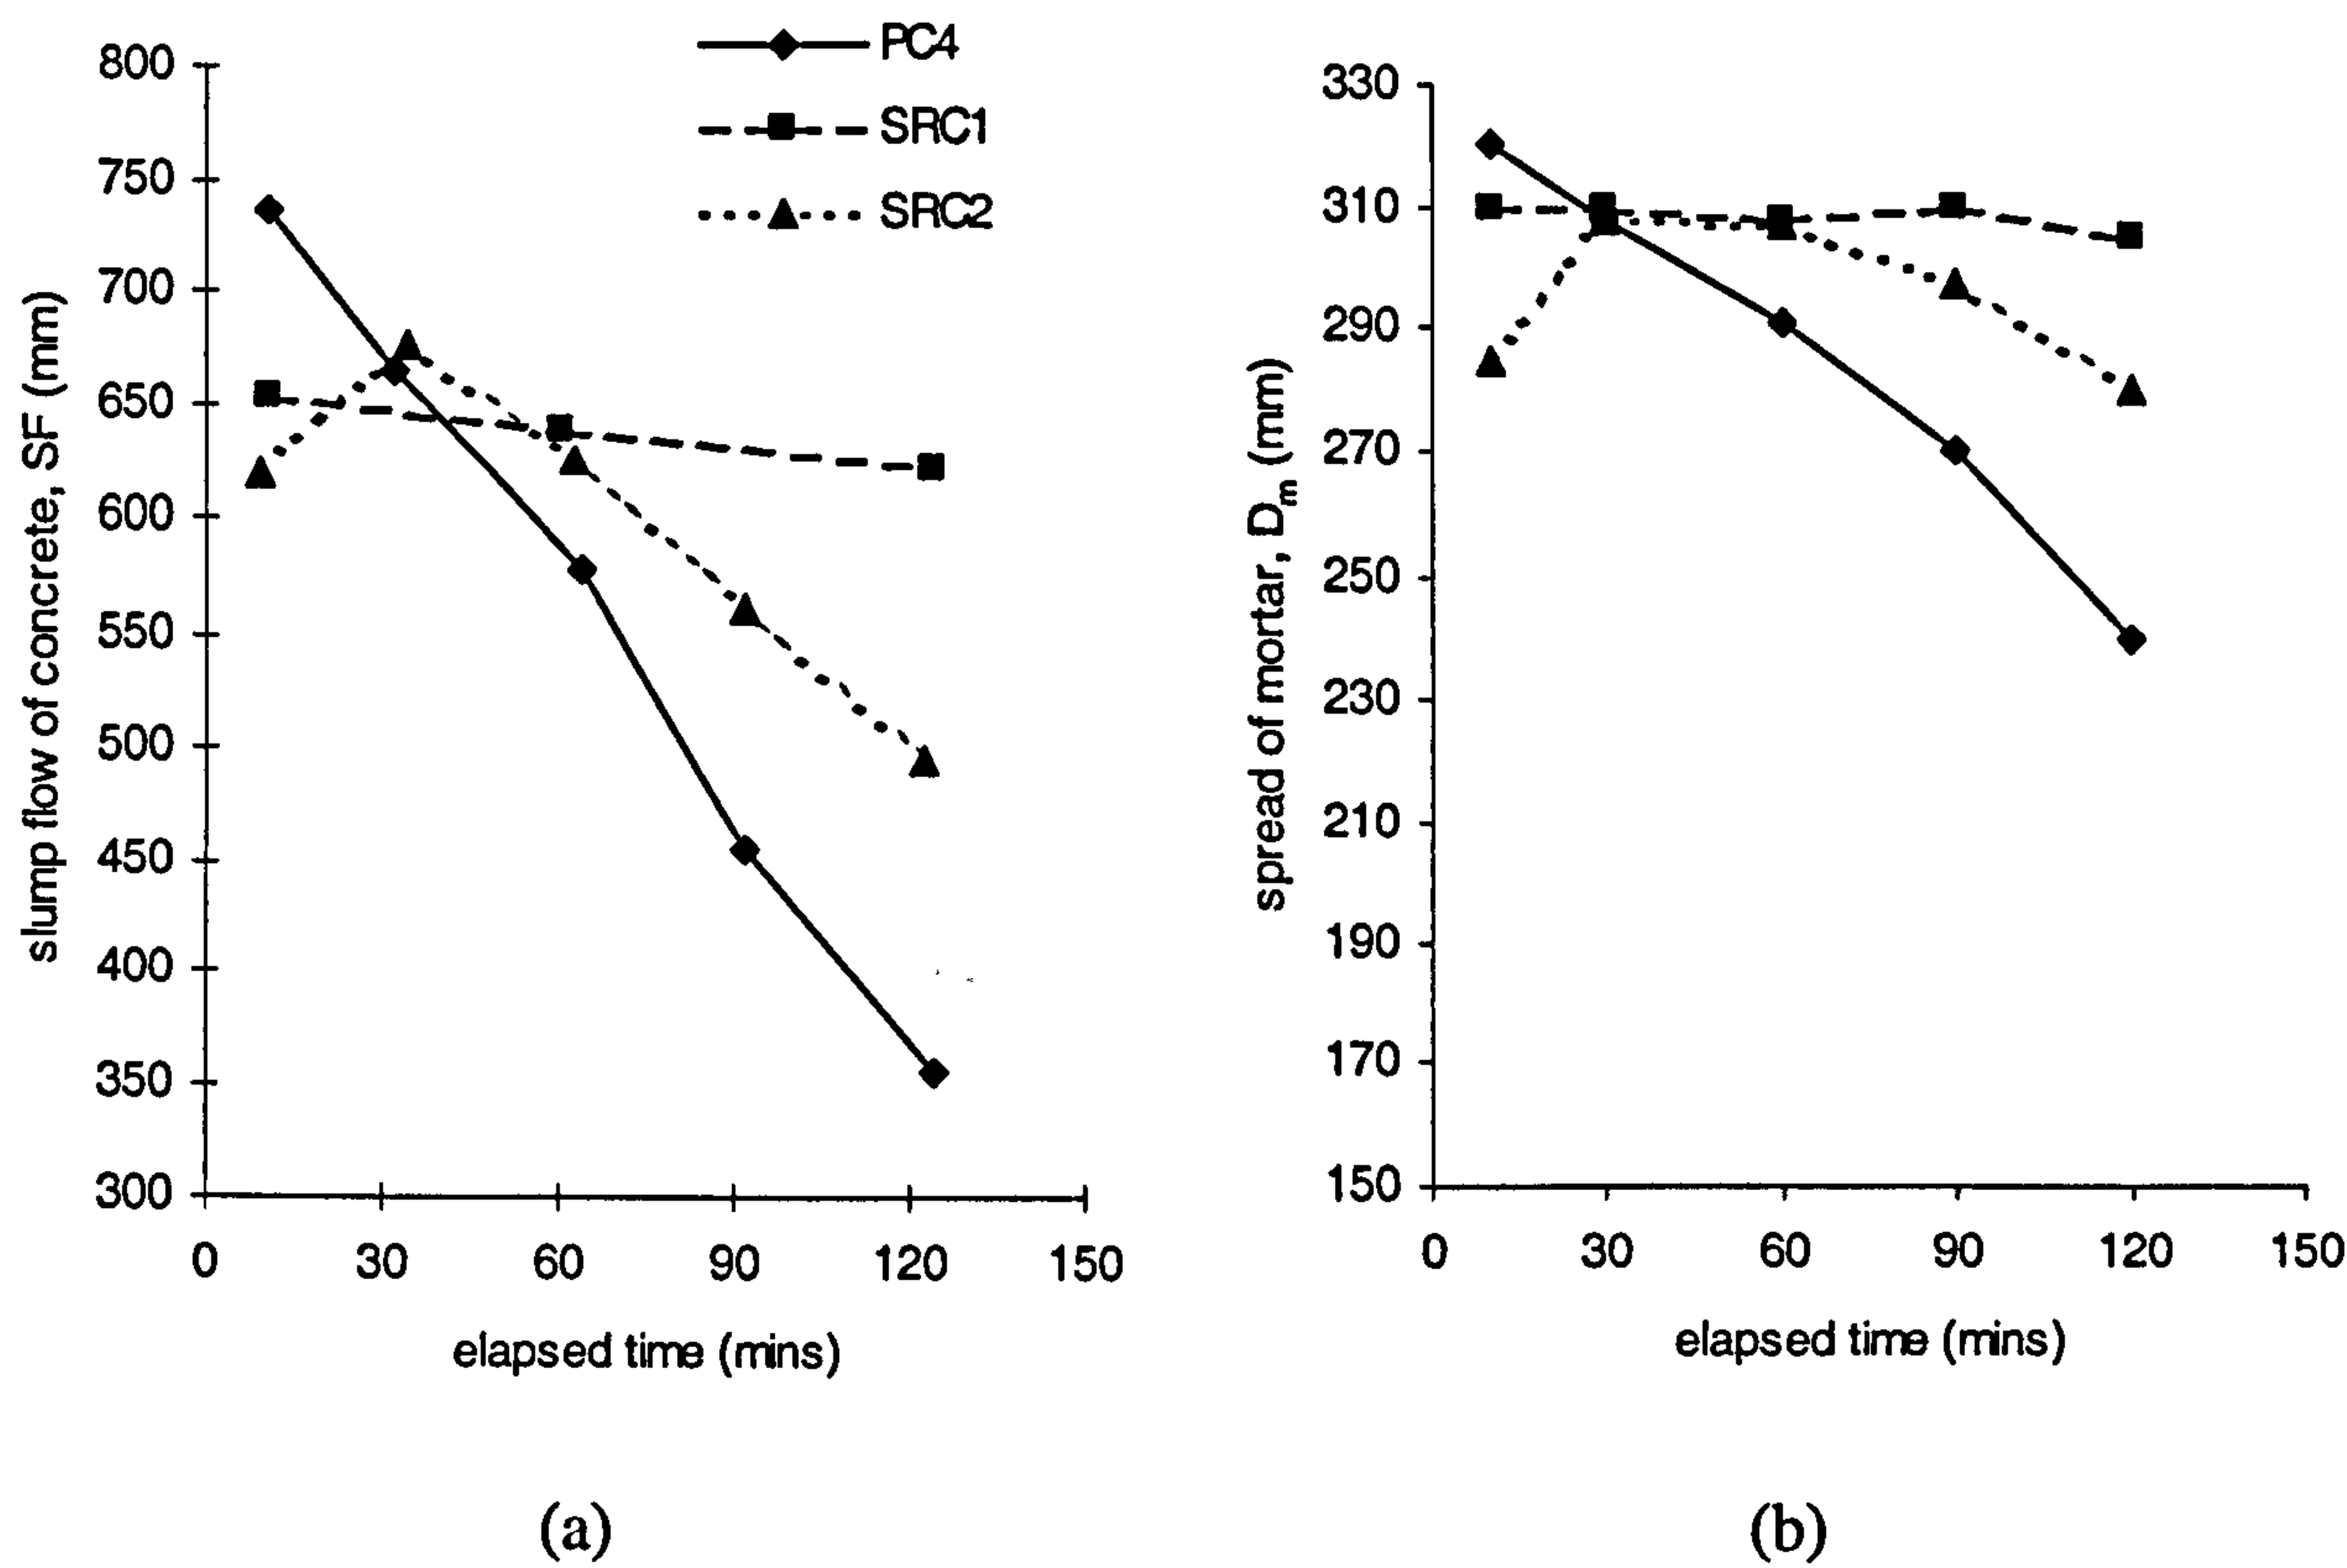 PC4
SRC1
SRC2
slump flow of concrete, SF (mm)
800
750
700
650
600
550
500
450
400
350
300
0 30 60 90 120 150
elapsed time (mins)
(a)
spread of mortar, Dm (mm)
330
310
290
270
250
230
210
190
170
150
0 30 60 90 120 150
elapsed time (mins)
(b)